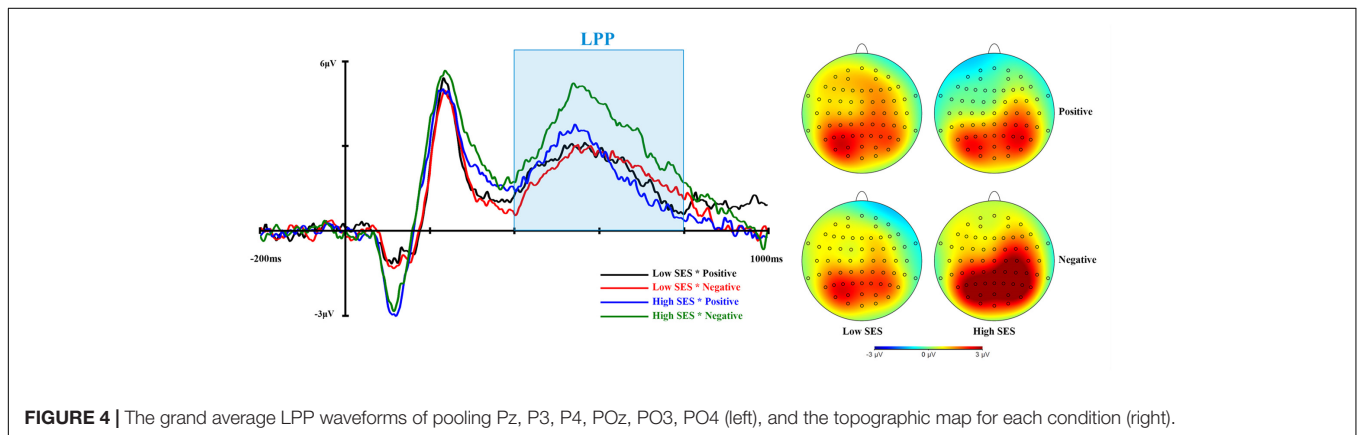 LPP
6μV
-200ms
1000ms
-3μV
Low SES * Positive
Low SES * Negative
High SES * Positive
High SES * Negative
Positive
Negative
Low SES
High SES
-3 μV
0 μV
3 μV
FIGURE 4 | The grand average LPP waveforms of pooling Pz, P3, P4, POz, PO3, PO4 (left), and the topographic map for each condition (right).